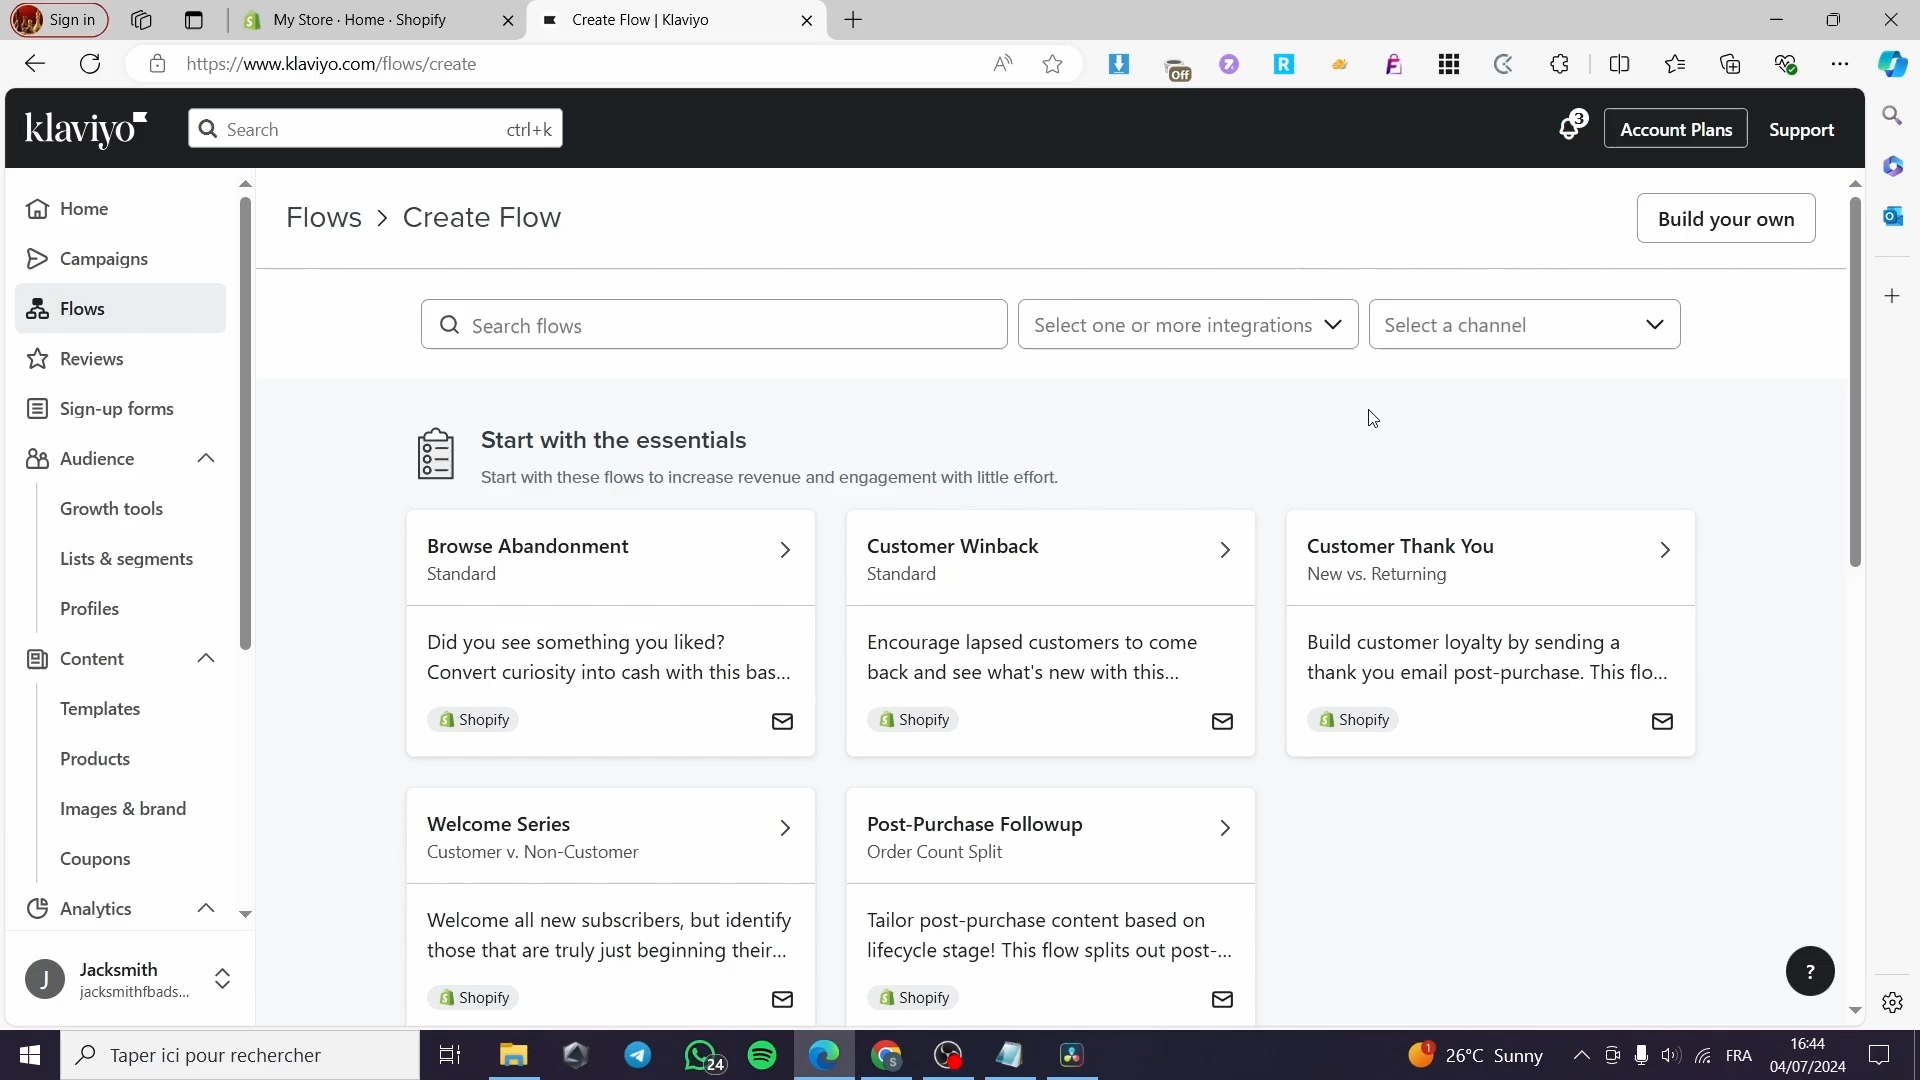 Sign in
My Store · Home · Shopify
Create Flow | Klaviyo
https://www.klaviyo.com/flows/create
Off
klaviyo
Search
ctrl+k
3
Account Plans
Support
Home
Campaigns
Flows
Reviews
Sign-up forms
Audience
Growth tools
Lists & segments
Profiles
Content
Templates
Products
Images & brand
Coupons
Analytics
J
Jacksmith
jacksmithfbads...
Flows > Create Flow
Build your own
Search flows
Select one or more integrations
Select a channel
Start with the essentials
Start with these flows to increase revenue and engagement with little effort.
Browse Abandonment
Standard
Did you see something you liked?
Convert curiosity into cash with this bas...
Shopify
Customer Winback
Standard
Encourage lapsed customers to come
back and see what's new with this...
Shopify
Customer Thank You
New vs. Returning
Build customer loyalty by sending a
thank you email post-purchase. This flo...
Shopify
Welcome Series
Customer v. Non-Customer
Welcome all new subscribers, but identify
those that are truly just beginning their...
Shopify
Post-Purchase Followup
Order Count Split
Tailor post-purchase content based on
lifecycle stage! This flow splits out post-...
Shopify
?
Taper ici pour rechercher
24
S
1
26°C Sunny
FRA
16:44
04/07/2024